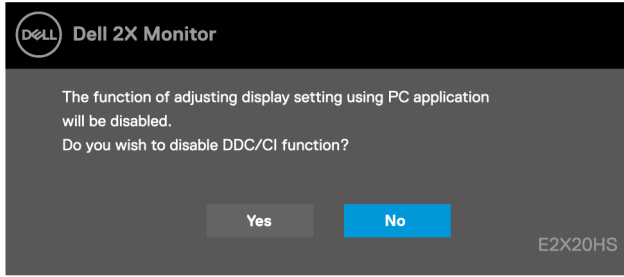 DELL Dell 2X Monitor
The function of adjusting display setting using PC application
will be disabled.
Do you wish to disable DDC/CI function?
Yes No
E2X20HS